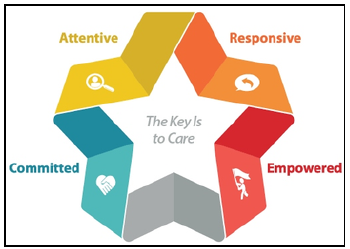 Attentive
Responsive
The Key Is
to Care
Committed
Empowered